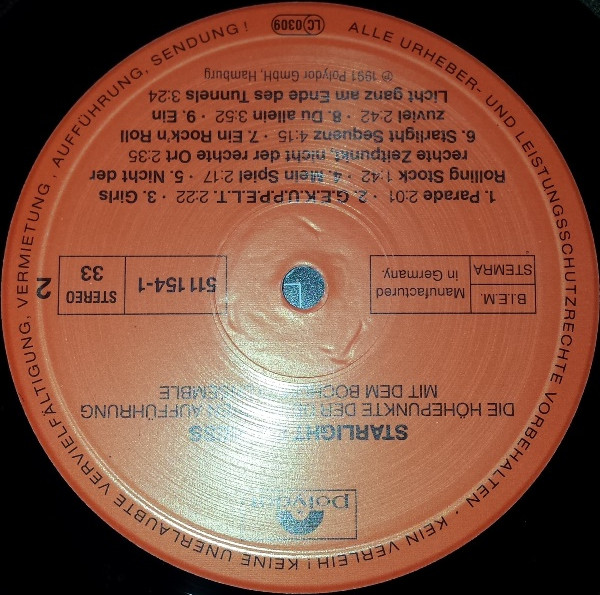 Polydor
STARLIGHT
DIE HÖHEPUNKTE DER AUFFÜHRUNG
MIT DEM ENSEMBLE
B.I.E.M.
STEMRA
Manufactured
in Germany.
511 154-1
STEREO
33
2
1. Parade 2:01 · 2. G.E.K.U.P.P.E.L.T. 2:22 · 3. Girls
Rolling Stock 1:42 · 4. Mein Spiel 2:17 · 5. Nicht der
rechte Zeitpunkt, nicht der rechte Ort 2:35
6. Starlight Sequenz 4:15 · 7. Ein Rock'n Roll
zuviel 2:42 · 8. Du allein 3:52 · 9. Ein
Licht ganz am Ende des Tunnels 3:24
℗ 1991 Polydor GmbH, Hamburg
LC 0309
ALLE URHEBER- UND LEISTUNGSSCHUTZRECHTE VORBEHALTEN · KEIN VERLEIH! KEINE UNERLAUBTE VERVIELFÄLTIGUNG, VERMIETUNG, AUFFÜHRUNG, SENDUNG!